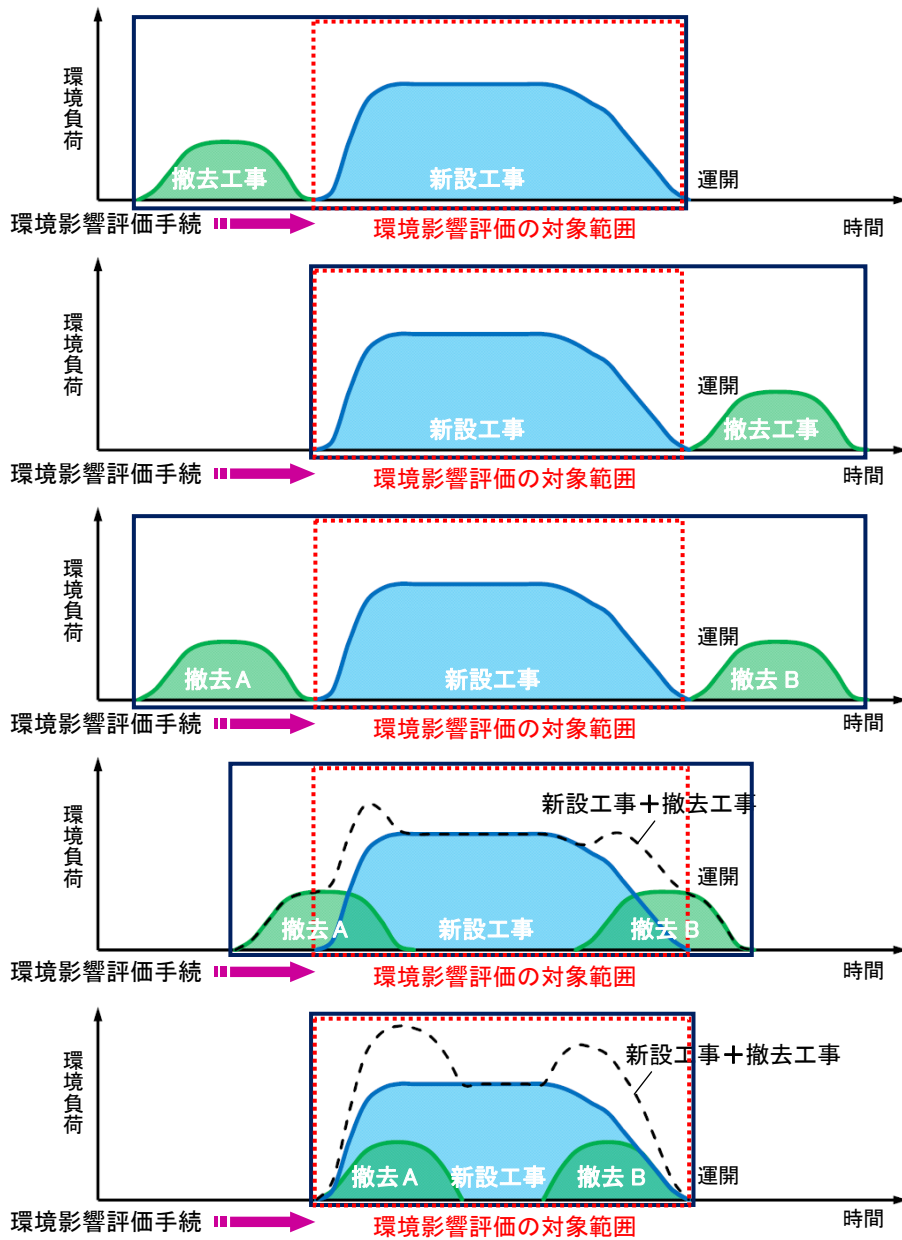 環境負荷
撤去工事
新設工事
運開
環境影響評価手続
環境影響評価の対象範囲
時間
環境負荷
新設工事
運開
撤去工事
環境影響評価手続
環境影響評価の対象範囲
時間
環境負荷
撤去A
新設工事
運開
撤去B
環境影響評価手続
環境影響評価の対象範囲
時間
環境負荷
新設工事+撤去工事
運開
撤去A
新設工事
撤去B
環境影響評価手続
環境影響評価の対象範囲
時間
環境負荷
新設工事+撤去工事
撤去A
新設工事
撤去B
運開
環境影響評価手続
環境影響評価の対象範囲
時間